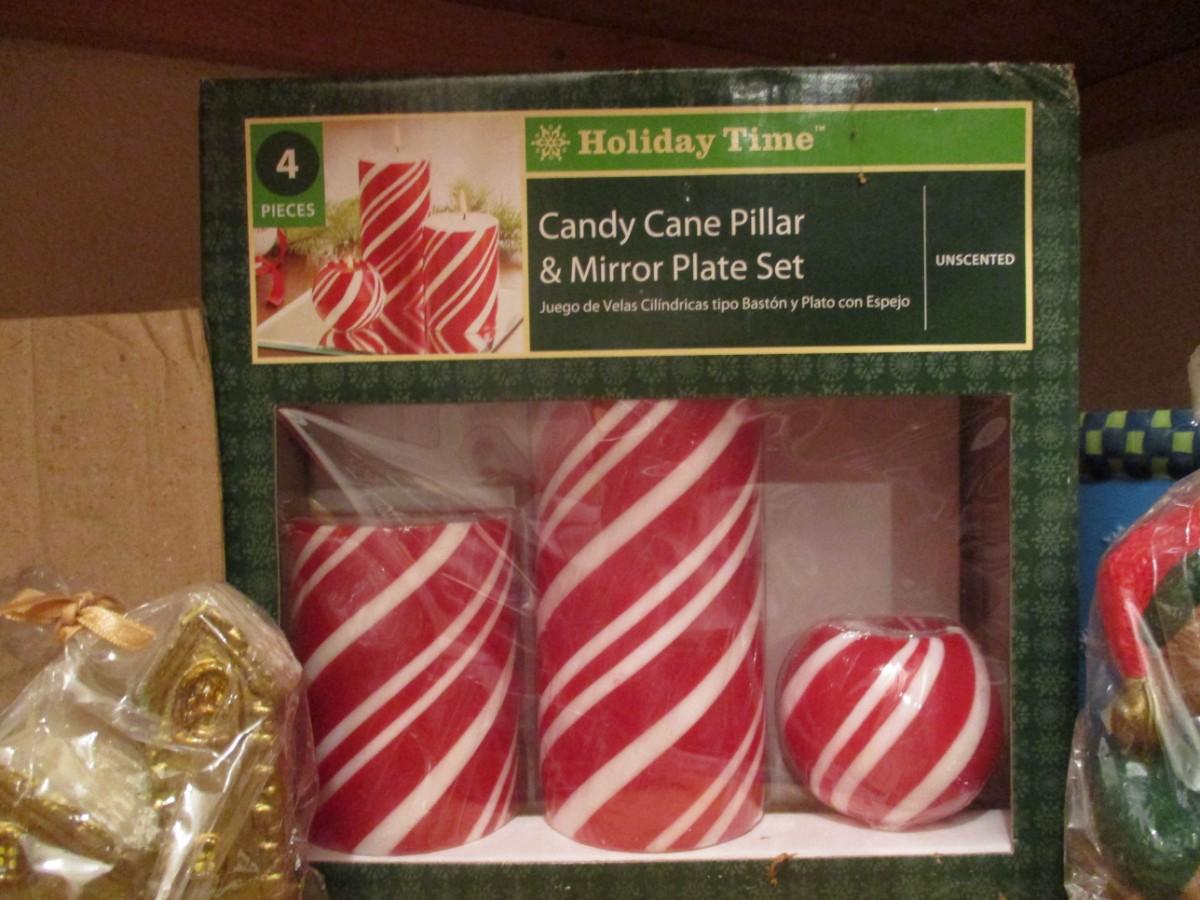 4
PIECES
Holiday Time™
Candy Cane Pillar
& Mirror Plate Set
Juego de Velas Cilíndricas tipo Bastón y Plato con Espejo
UNSCENTED